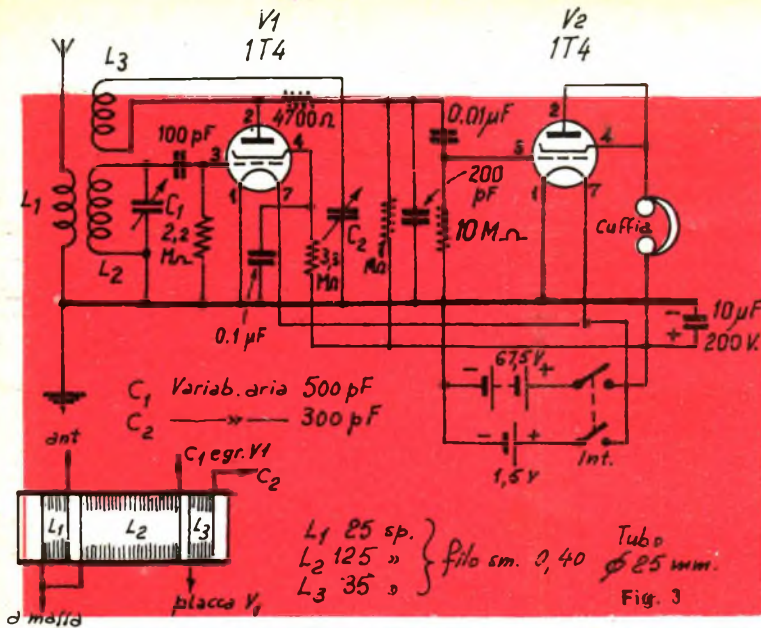 V1
1T4
V2
1T4
L3
2
4700Ω
0.01µF
2
100 pF
3
4
5
4
1
7
200
pF
1
7
L1
C1
2,2
MΩ
C2
10 MΩ
Cuffia
L2
3,3
MΩ
MΩ
0.1 µF
- 10µF
+ 200 V.
- 67,5 V +
- +
1,5 V
Int.
C1 Variab. aria 500 pF
C2 —»— 300 pF
ant
C1 e gr. V1
C2
L1 L2 L3
a massa
placca V1
L1 25 sp.
L2 125 »
L3 35 »
filo sm. 0,40
Tubo
φ 25 mm.
Fig. 3